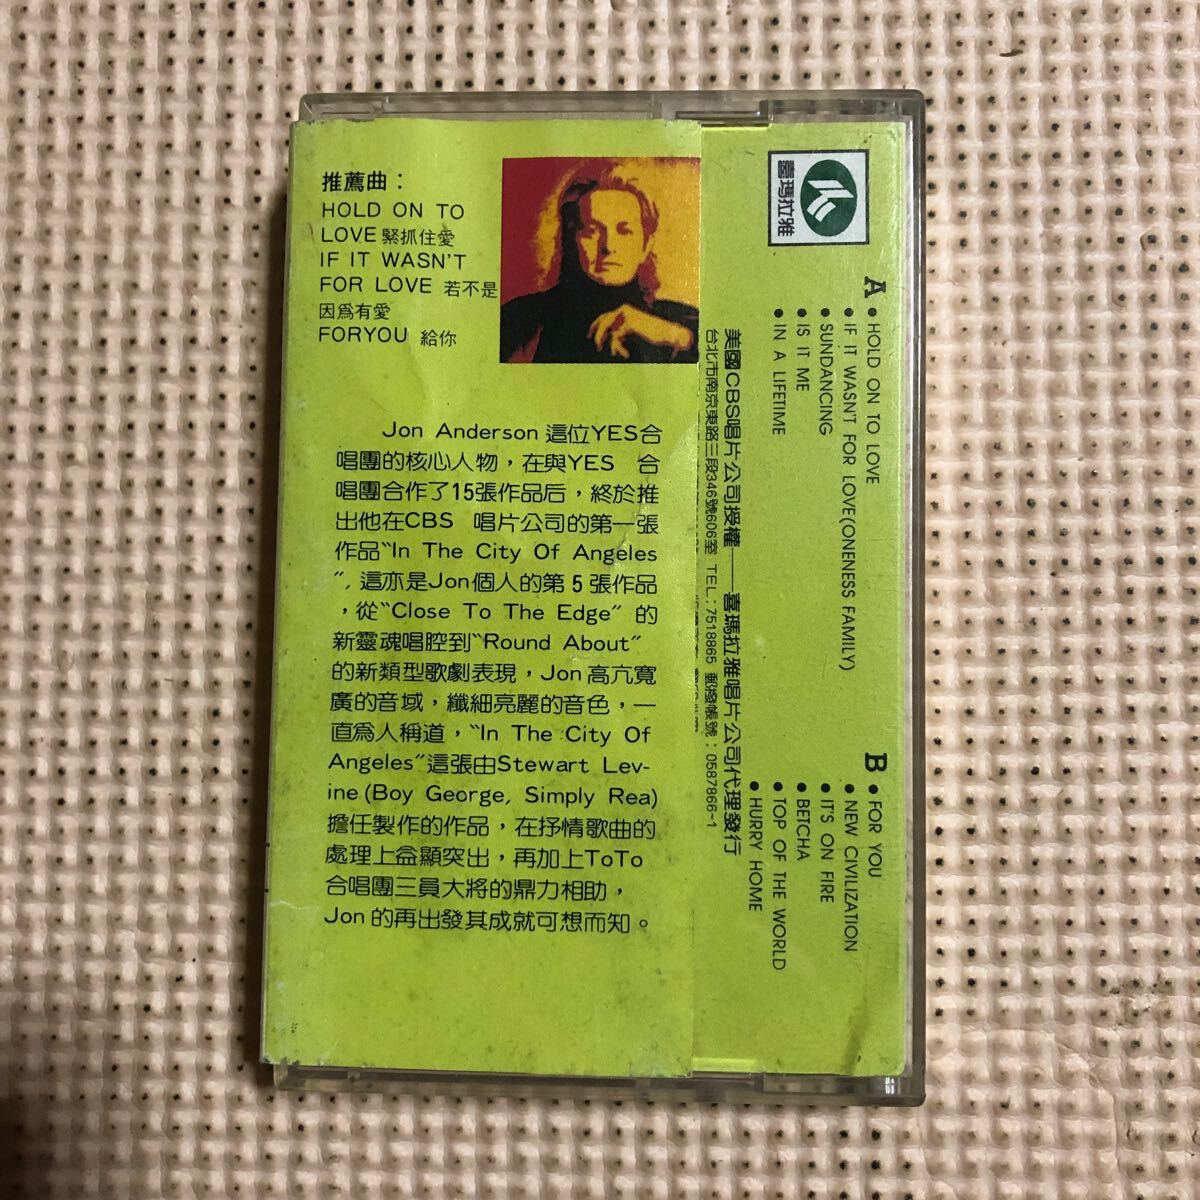 推薦曲：
HOLD ON TO
LOVE 緊抓住愛
IF IT WASN'T
FOR LOVE 若不是
因爲有愛
FORYOU 給你
Jon Anderson 這位YES合
唱團的核心人物，在與YES 合
唱團合作了15張作品后，終於推
出他在CBS 唱片公司的第一張
作品“In The City Of Angeles
”，這亦是Jon個人的第5張作品
，從“Close To The Edge” 的
新靈魂唱腔到“Round About”
的新類型歌劇表現，Jon高亢寬
廣的音域，纖細亮麗的音色，一
直爲人稱道，“In The City Of
Angeles”這張由Stewart Lev-
ine (Boy George, Simply Rea)
擔任製作的作品，在抒情歌曲的
處理上益顯突出，再加上ToTo
合唱團三員大將的鼎力相助，
Jon的再出發其成就可想而知。
喜瑪拉雅
A
●HOLD ON TO LOVE
●IF IT WASN'T FOR LOVE(ONENESS FAMILY)
●SUNDANCING
●IS IT ME
●IN A LIFETIME
B
●FOR YOU
●NEW CIVILIZATION
●IT'S ON FIRE
●BETCHA
●TOP OF THE WORLD
●HURRY HOME
美國CBS唱片公司授權——喜瑪拉雅唱片公司代理發行
台北市南京東路三段346號606室 TEL:7518865 郵撥帳號：0587866-1